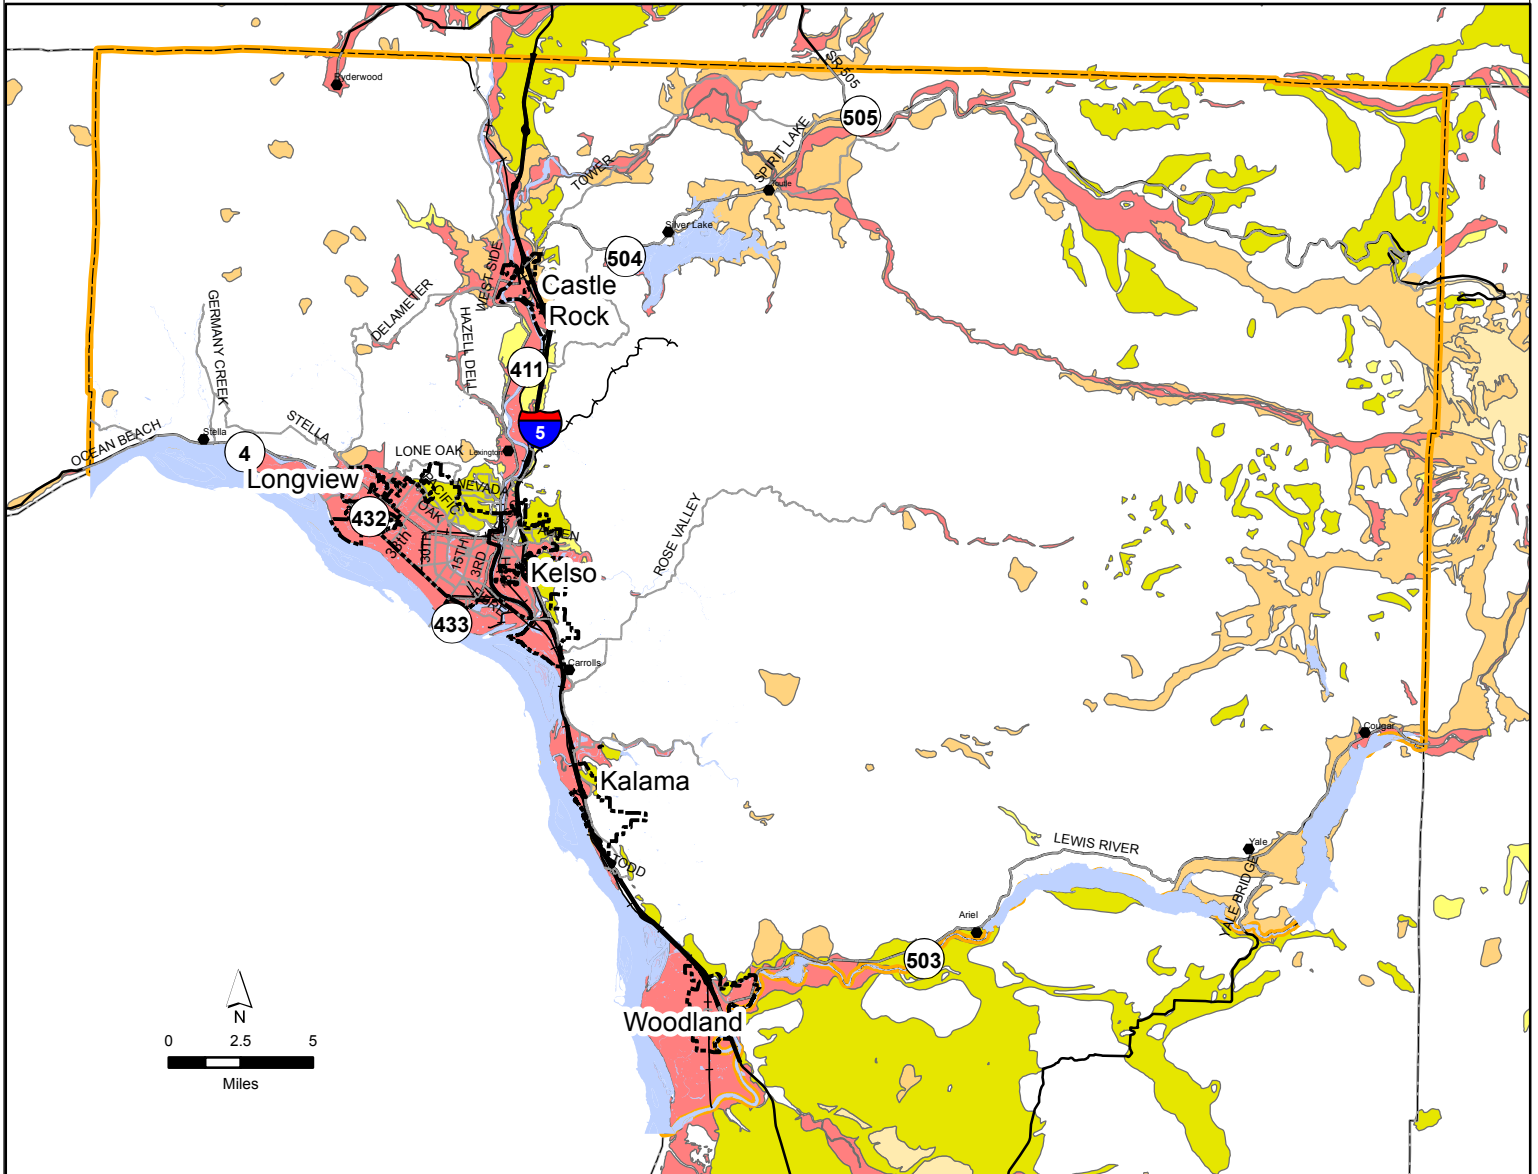 Ryderwood
SR 505
505
SPIRIT LAKE
TOWER
Toutle
Silver Lake
504
WEST SIDE
Castle
Rock
DELAMETER
GERMANY CREEK
HAZELL DELL
411
5
OCEAN BEACH
Stella
STELLA
4
LONE OAK
Lexington
Longview
PACIFIC
NEVADA
OAK
432
38th
30TH
15TH
3RD
ALLEN
Kelso
ROSE VALLEY
433
Carrolls
Cougar
Kalama
TODD
LEWIS RIVER
Yale
YALE BRIDGE
Ariel
503
Woodland
N
0 2.5 5
Miles